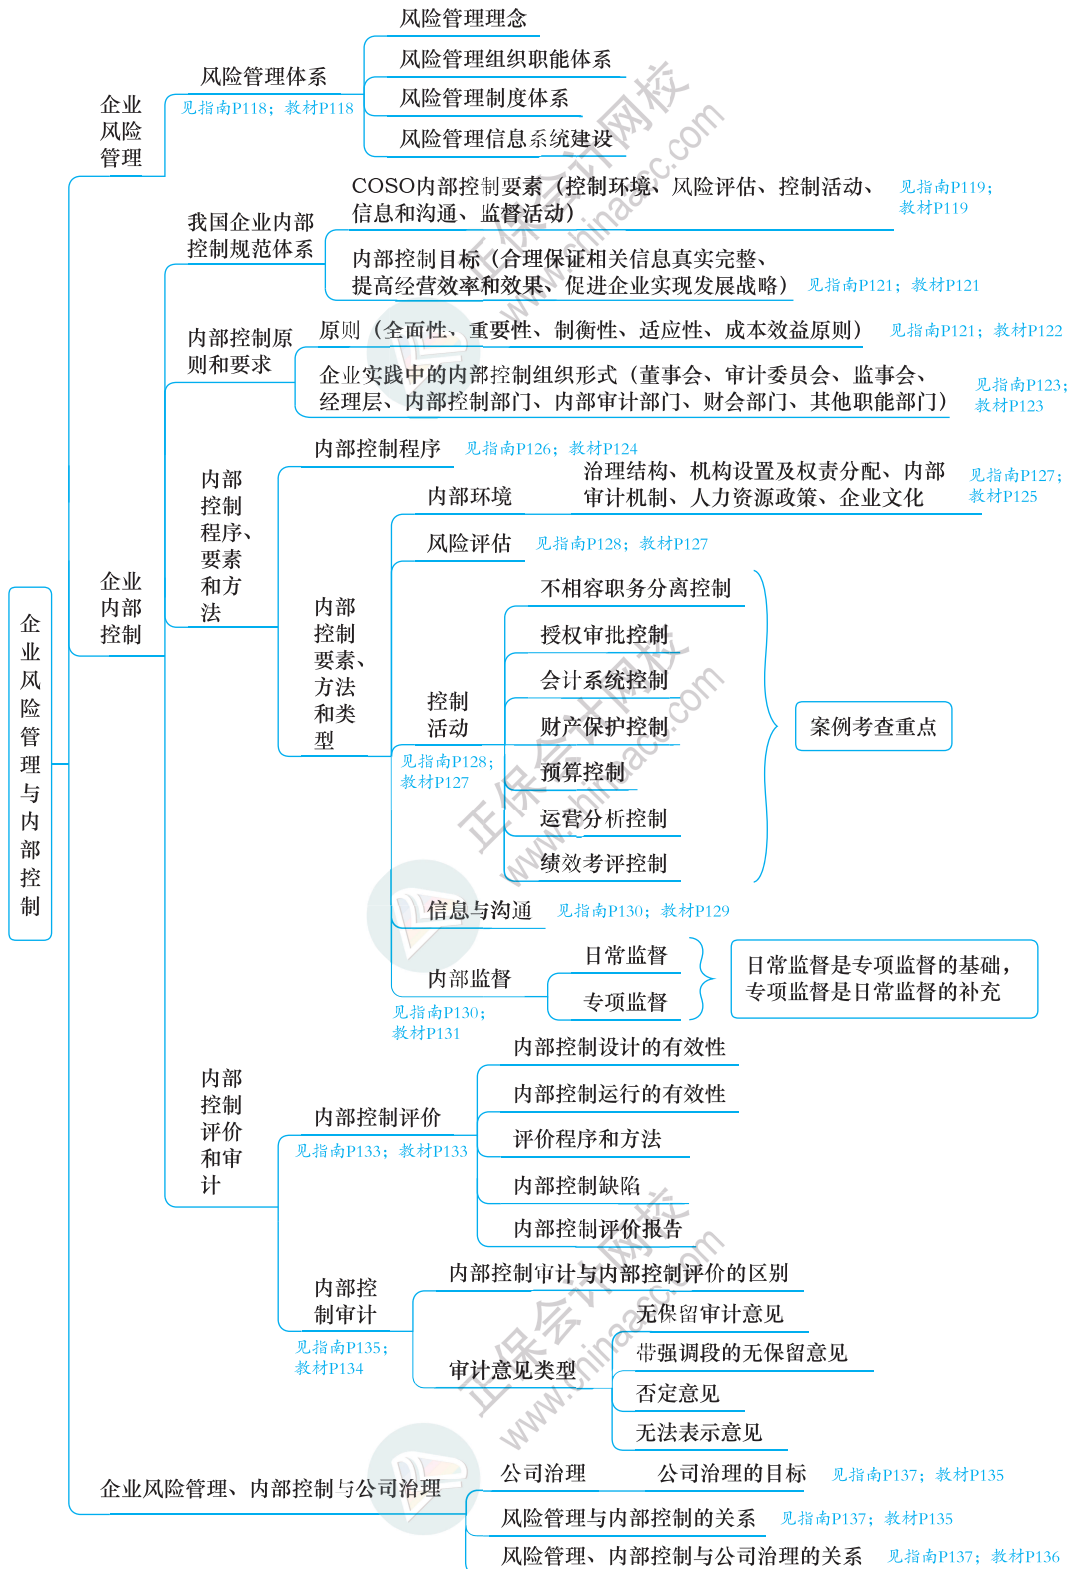 风险管理理念
风险管理组织职能体系
风险管理体系
见指南P118；教材P118
风险管理制度体系
风险管理信息系统建设
企业
风险
管理
COSO内部控制要素（控制环境、风险评估、控制活动、
信息和沟通、监督活动）
见指南P119；
教材P119
我国企业内部
控制规范体系
内部控制目标（合理保证相关信息真实完整、
提高经营效率和效果、促进企业实现发展战略）
见指南P121；教材P121
内部控制原
则和要求
原则（全面性、重要性、制衡性、适应性、成本效益原则）
见指南P121；教材P122
企业实践中的内部控制组织形式（董事会、审计委员会、监事会、
经理层、内部控制部门、内部审计部门、财会部门、其他职能部门）
见指南P123；
教材P123
内部控制程序
见指南P126；教材P124
内部
控制
程序、
要素
和方
法
内部环境
治理结构、机构设置及权责分配、内部
审计机制、人力资源政策、企业文化
见指南P127；
教材P125
风险评估
见指南P128；教材P127
企业
内部
控制
内部
控制
要素、
方法
和类
型
不相容职务分离控制
授权审批控制
会计系统控制
控制
活动
见指南P128；
教材P127
财产保护控制
预算控制
运营分析控制
绩效考评控制
案例考查重点
企业风险管理与内部控制
信息与沟通
见指南P130；教材P129
内部监督
见指南P130；
教材P131
日常监督
专项监督
日常监督是专项监督的基础，
专项监督是日常监督的补充
内部
控制
评价
和审
计
内部控制评价
见指南P133；教材P133
内部控制设计的有效性
内部控制运行的有效性
评价程序和方法
内部控制缺陷
内部控制评价报告
内部控
制审计
见指南P135；
教材P134
内部控制审计与内部控制评价的区别
审计意见类型
无保留审计意见
带强调段的无保留意见
否定意见
无法表示意见
企业风险管理、内部控制与公司治理
公司治理
公司治理的目标
见指南P137；教材P135
风险管理与内部控制的关系
见指南P137；教材P135
风险管理、内部控制与公司治理的关系
见指南P137；教材P136
正保会计网校
www.chinaacc.com
正保会计网校
www.chinaacc.com
正保会计网校
www.chinaacc.com